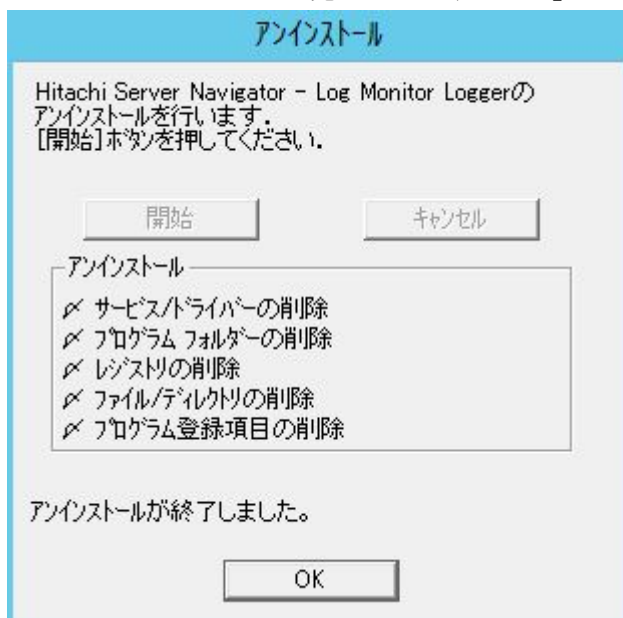 アンインストール
Hitachi Server Navigator - Log Monitor Loggerの
アンインストールを行います.
[開始]ボタンを押してください.
開始 キャンセル
アンインストール
サービス/ドライバーの削除
プログラム フォルダーの削除
レジストリの削除
ファイル/ディレクトリの削除
プログラム登録項目の削除
アンインストールが終了しました。
OK